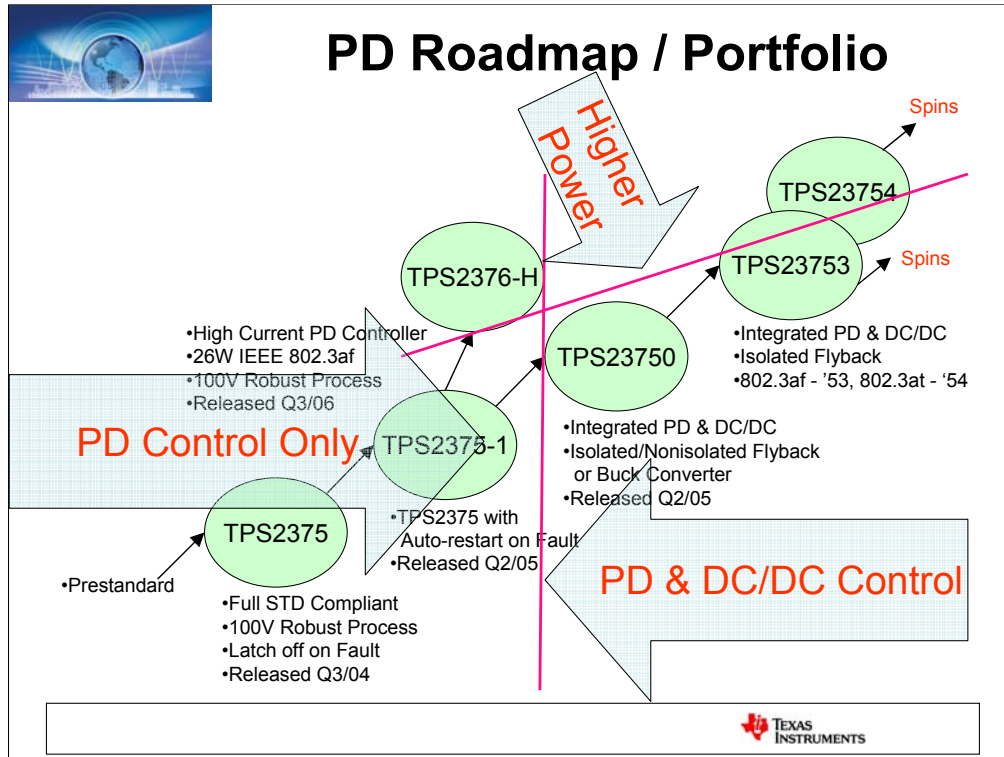 PD Roadmap / Portfolio
Higher
Power
Spins
TPS23754
TPS23753
Spins
TPS2376-H
•High Current PD Controller
•26W IEEE 802.3af
•100V Robust Process
•Released Q3/06
TPS23750
•Integrated PD & DC/DC
•Isolated Flyback
•802.3af - ’53, 802.3at - ‘54
PD Control Only
TPS2375-1
•Integrated PD & DC/DC
•Isolated/Nonisolated Flyback
or Buck Converter
•Released Q2/05
TPS2375
•TPS2375 with
Auto-restart on Fault
•Released Q2/05
•Prestandard
PD & DC/DC Control
•Full STD Compliant
•100V Robust Process
•Latch off on Fault
•Released Q3/04
TEXAS
INSTRUMENTS